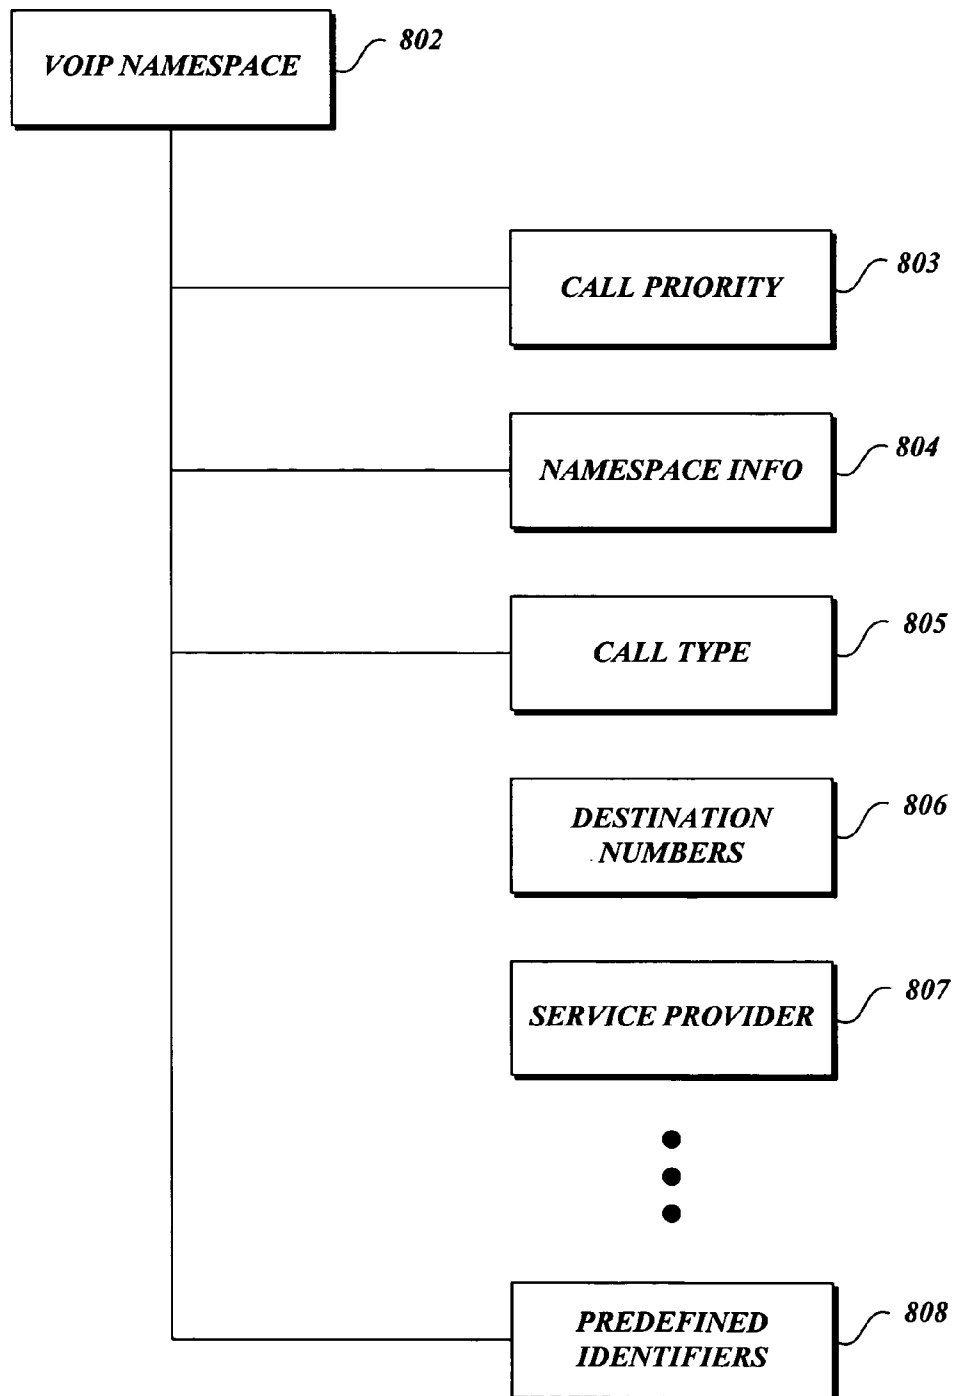 VOIP NAMESPACE
802
CALL PRIORITY
803
NAMESPACE INFO
804
CALL TYPE
805
DESTINATION
NUMBERS
806
SERVICE PROVIDER
807
PREDEFINED
IDENTIFIERS
808